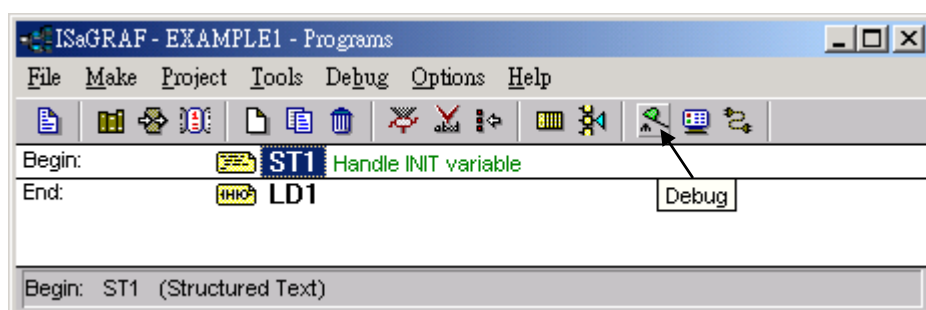 ISaGRAF - EXAMPLE1 - Programs
File Make Project Tools Debug Options Help
Begin: ST1 Handle INIT variable
End: LD1
Debug
Begin: ST1 (Structured Text)